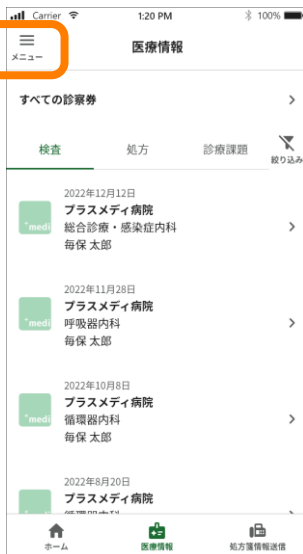 Carrier 1:20 PM 100%
メニュー 医療情報
すべての診察券
検査 処方 診療課題 絞り込み
2022年12月12日
プラスメディ病院
総合診療・感染症内科
毎保 太郎
+medi
2022年11月28日
プラスメディ病院
呼吸器内科
毎保 太郎
+medi
2022年10月8日
プラスメディ病院
循環器内科
毎保 太郎
+medi
2022年8月20日
プラスメディ病院
+medi
ホーム 医療情報 処方箋情報送信